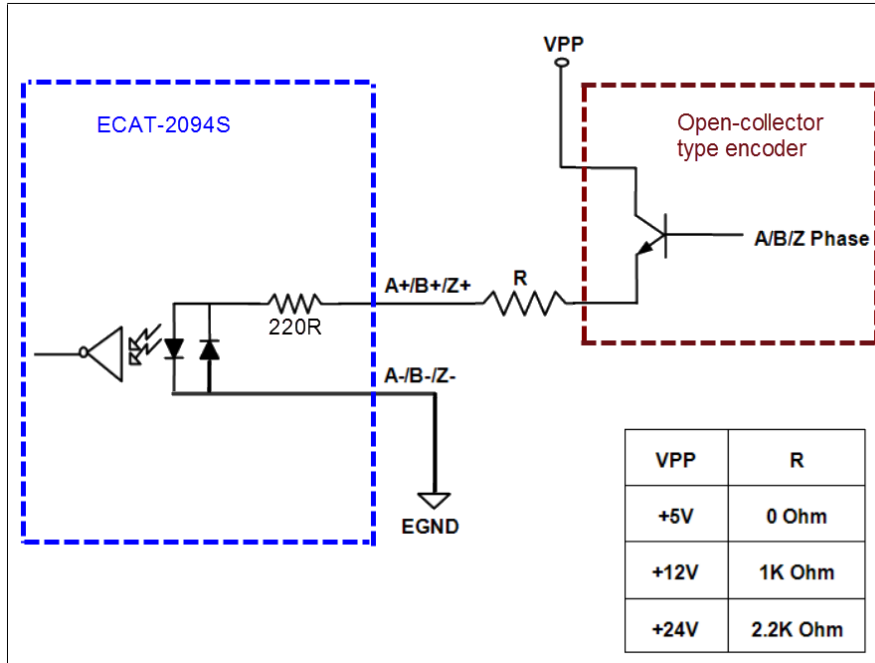 VPP
ECAT-2094S
Open-collector
type encoder
A/B/Z Phase
A+/B+/Z+
R
220R
A-/B-/Z-
EGND
VPP R
+5V 0 Ohm
+12V 1K Ohm
+24V 2.2K Ohm